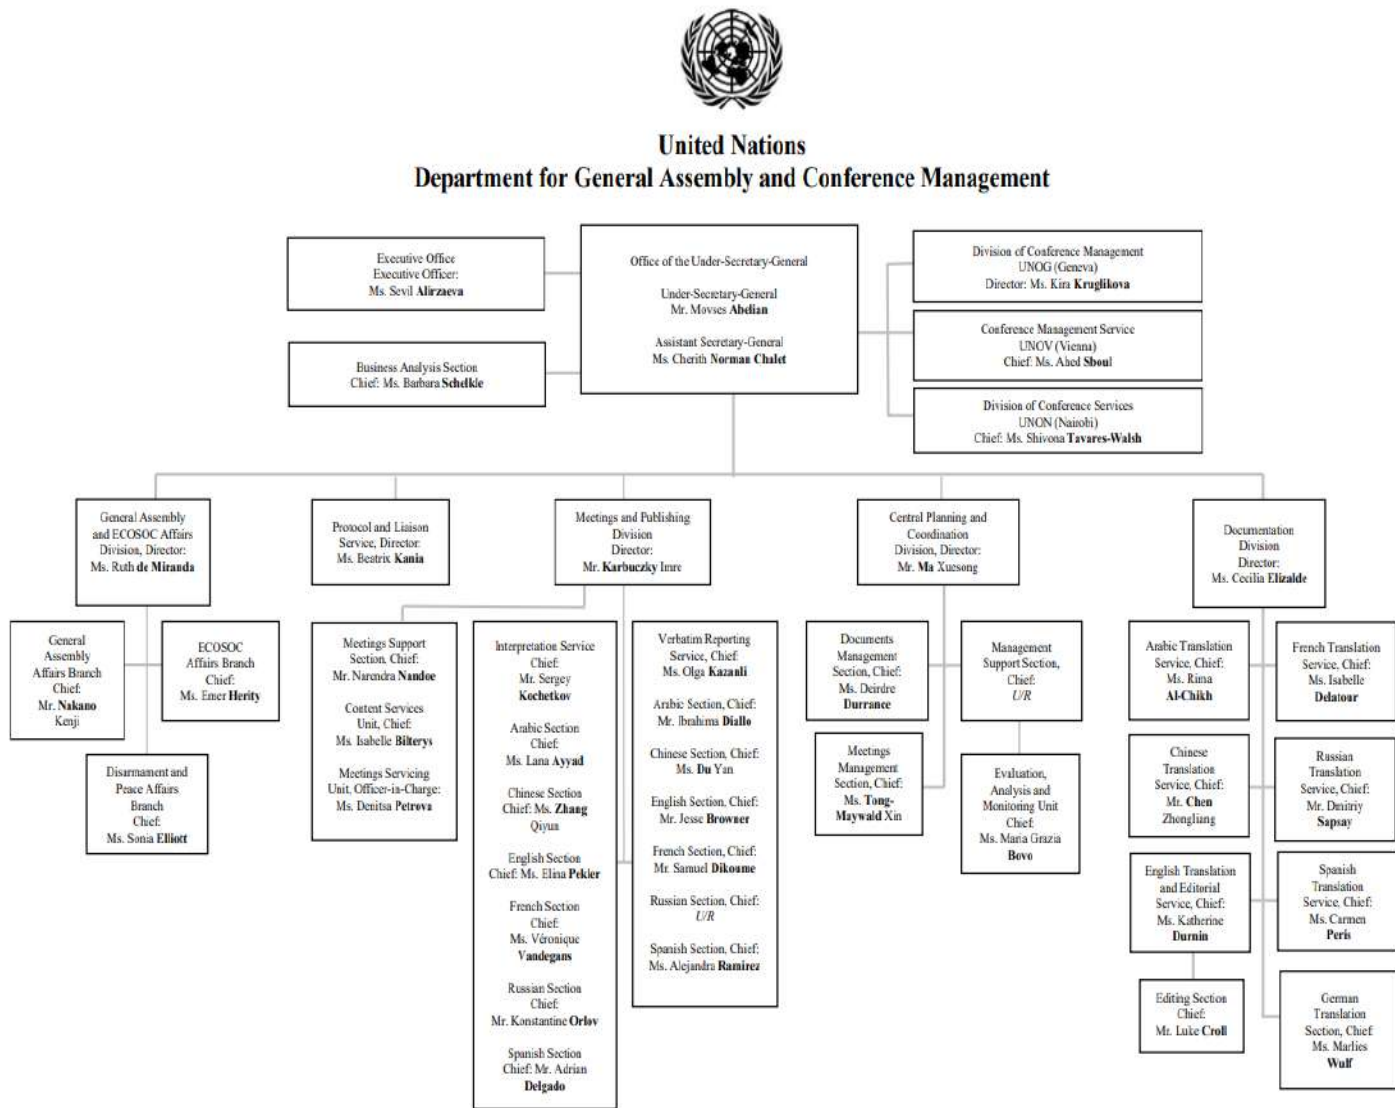 United Nations
Department for General Assembly and Conference Management
Executive Office
Executive Officer:
Ms. Sevil Alirzaeva
Business Analysis Section
Chief: Ms. Barbara Schelkle
Office of the Under-Secretary-General
Under-Secretary-General
Mr. Movses Abelian
Assistant Secretary-General
Ms. Cherith Norman Chalet
Division of Conference Management
UNOG (Geneva)
Director: Ms. Kira Kruglikova
Conference Management Service
UNOV (Vienna)
Chief: Ms. Ahed Sboul
Division of Conference Services
UNON (Nairobi)
Chief: Ms. Shivona Tavares-Walsh
General Assembly
and ECOSOC Affairs
Division, Director:
Ms. Ruth de Miranda
Protocol and Liaison
Service, Director:
Ms. Beatrix Kania
Meetings and Publishing
Division
Director:
Mr. Karbuczky Imre
Central Planning and
Coordination
Division, Director:
Mr. Ma Xuesong
Documentation
Division
Director:
Ms. Cecilia Elizalde
General
Assembly
Affairs Branch
Chief:
Mr. Nakano
Kenji
ECOSOC
Affairs Branch
Chief:
Ms. Emer Herity
Disarmament and
Peace Affairs
Branch
Chief:
Ms. Sonia Elliott
Meetings Support
Section, Chief:
Mr. Narendra Nandoe
Content Services
Unit, Chief:
Ms. Isabelle Bilterys
Meetings Servicing
Unit, Officer-in-Charge:
Ms. Denitsa Petrova
Interpretation Service
Chief:
Mr. Sergey
Kochetkov
Arabic Section
Chief:
Ms. Lana Ayyad
Chinese Section
Chief: Ms. Zhang
Qiyun
English Section
Chief: Ms. Elina Pekler
French Section
Chief:
Ms. Véronique
Vandegans
Russian Section
Chief:
Mr. Konstantine Orlov
Spanish Section
Chief: Mr. Adrian
Delgado
Verbatim Reporting
Service, Chief:
Ms. Olga Kazanli
Arabic Section, Chief:
Mr. Ibrahima Diallo
Chinese Section, Chief:
Ms. Du Yan
English Section, Chief:
Mr. Jesse Browner
French Section, Chief:
Mr. Samuel Dikoume
Russian Section, Chief:
U/R
Spanish Section, Chief:
Ms. Alejandra Ramirez
Documents
Management
Section, Chief:
Ms. Deirdre
Durrance
Meetings
Management
Section, Chief:
Ms. Tong-
Maywald Xin
Management
Support Section,
Chief:
U/R
Evaluation,
Analysis and
Monitoring Unit
Chief:
Ms. Maria Grazia
Bovo
Arabic Translation
Service, Chief:
Ms. Rima
Al-Chikh
French Translation
Service, Chief:
Ms. Isabelle
Delatour
Chinese
Translation
Service, Chief:
Mr. Chen
Zhongliang
Russian
Translation
Service, Chief:
Mr. Dmitriy
Sapsay
English Translation
and Editorial
Service, Chief:
Ms. Katherine
Durnin
Spanish
Translation
Service, Chief:
Ms. Carmen
Peris
Editing Section
Chief:
Mr. Luke Croll
German
Translation
Section, Chief
Ms. Marlies
Wulf